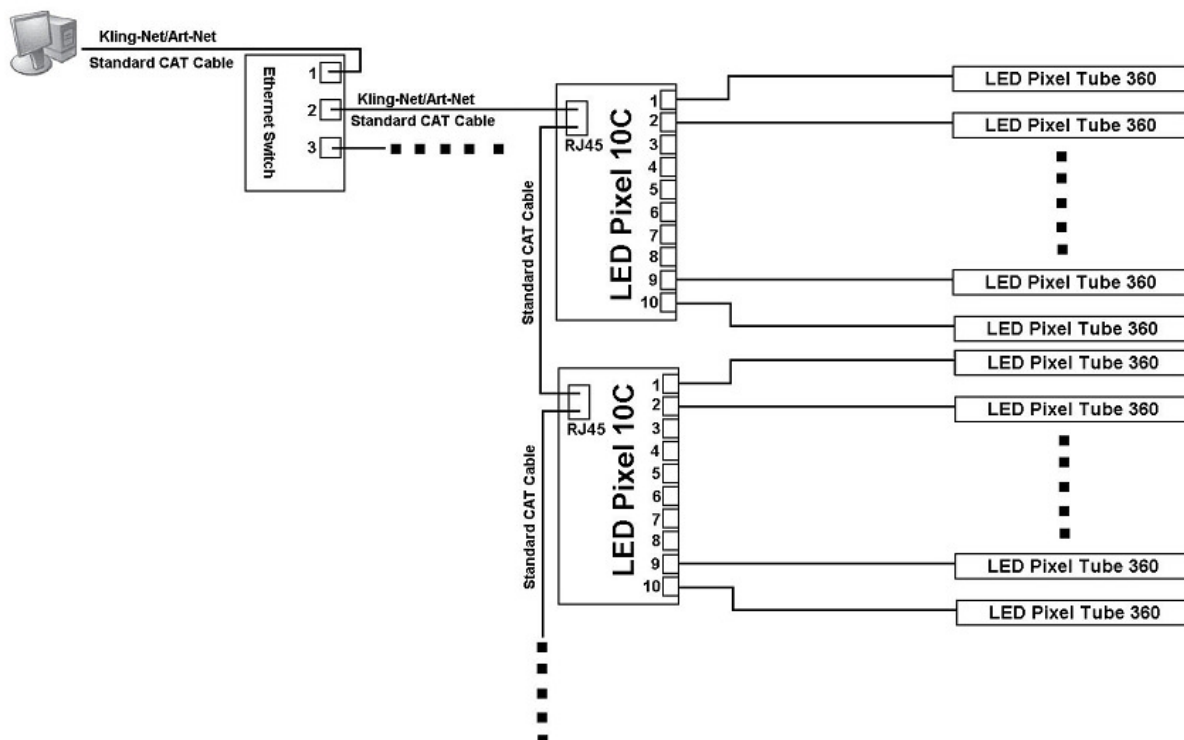 Kling-Net/Art-Net
Standard CAT Cable
Ethernet Switch
1
2
3
Kling-Net/Art-Net
Standard CAT Cable
RJ45
LED Pixel 10C
1
2
3
4
5
6
7
8
9
10
LED Pixel Tube 360
LED Pixel Tube 360
LED Pixel Tube 360
LED Pixel Tube 360
Standard CAT Cable
RJ45
LED Pixel 10C
1
2
3
4
5
6
7
8
9
10
LED Pixel Tube 360
LED Pixel Tube 360
LED Pixel Tube 360
LED Pixel Tube 360
Standard CAT Cable